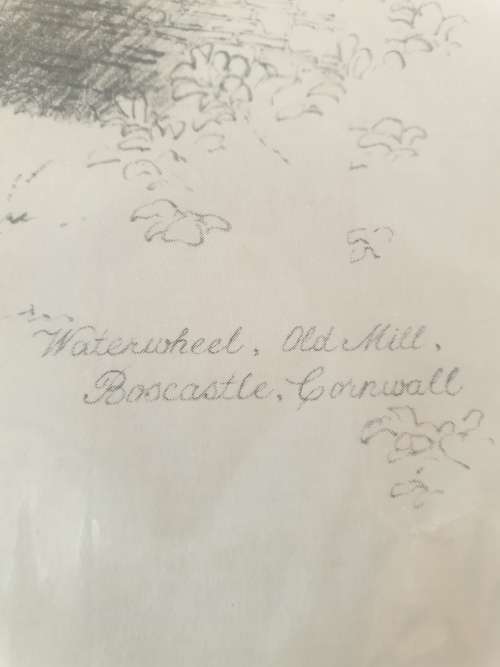 Waterwheel, Old Mill,
Boscastle, Cornwall